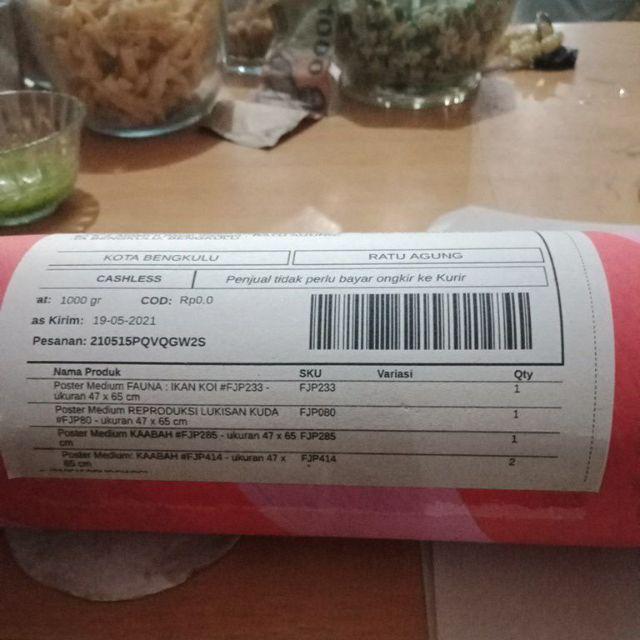 KOTA BENGKULU RATU AGUNG
CASHLESS Penjual tidak perlu bayar ongkir ke Kurir
at: 1000 gr COD: Rp0.0
as Kirim: 19-05-2021
Pesanan: 210515PQVQGW2S
Nama Produk SKU Variasi Qty
Poster Medium FAUNA : IKAN KOI #FJP233 - FJP233 1
ukuran 47 x 65 cm
Poster Medium REPRODUKSI LUKISAN KUDA FJP080 1
#FJP80 - ukuran 47 x 65 cm
Poster Medium KAABAH #FJP285 - ukuran 47 x 65 FJP285 1
cm
Poster Medium: KAABAH #FJP414 - ukuran 47 x FJP414 2
65 cm